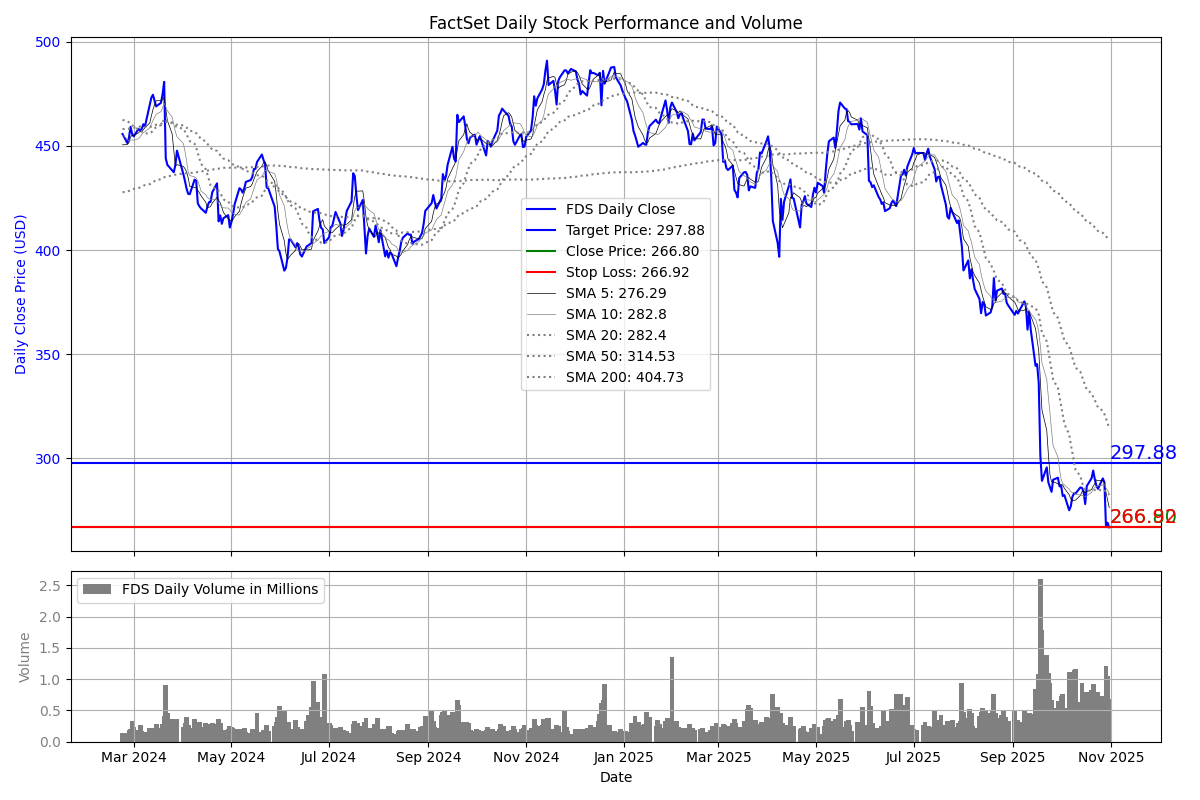 FactSet Daily Stock Performance and Volume
500
450
400
350
300
Daily Close Price (USD)
FDS Daily Close
Target Price: 297.88
Close Price: 266.80
Stop Loss: 266.92
SMA 5: 276.29
SMA 10: 282.8
SMA 20: 282.4
SMA 50: 314.53
SMA 200: 404.73
297.88
266.92
FDS Daily Volume in Millions
2.5
2.0
1.5
1.0
0.5
0.0
Volume
Mar 2024 May 2024 Jul 2024 Sep 2024 Nov 2024 Jan 2025 Mar 2025 May 2025 Jul 2025 Sep 2025 Nov 2025
Date